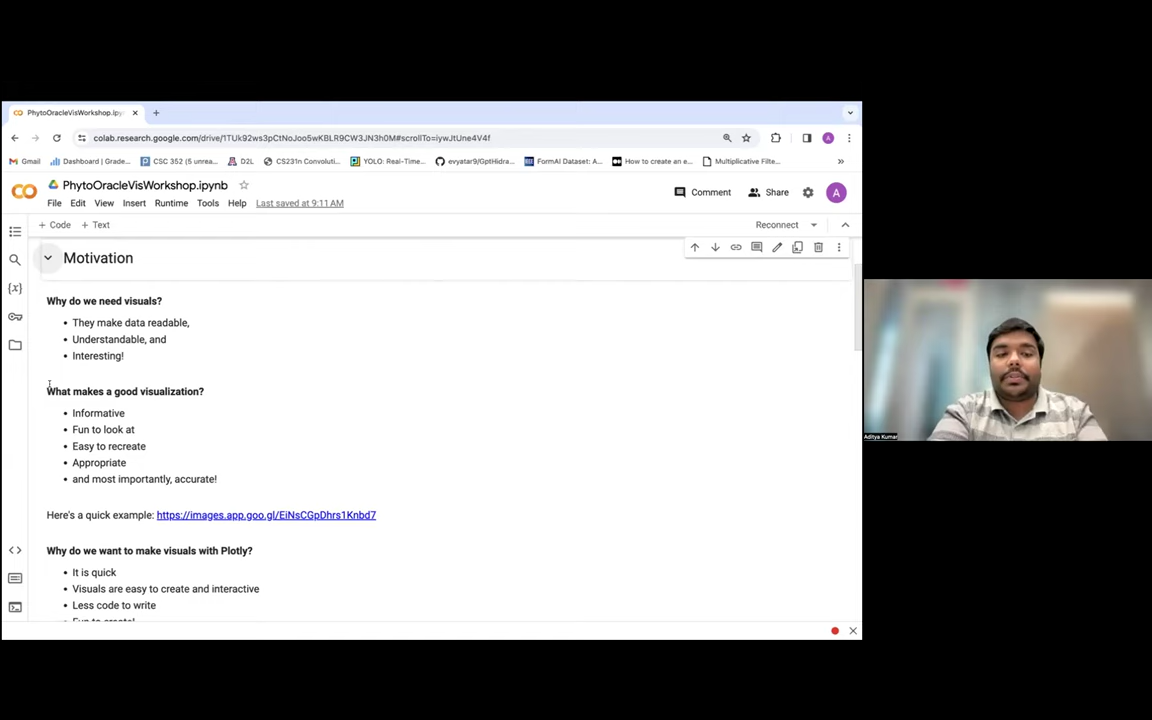 PhytoOracleVisWorkshop.ipyn
colab.research.google.com/drive/1TUk92ws3pCtNoJoo5wKBLR9CW3JN3h0M#scrollTo=iywJtUne4V4f
Gmail Dashboard | Grade... CSC 352 (5 unrea... D2L CS231n Convoluti... YOLO: Real-Time... evyatar9/GptHidra... FormAI Dataset: A... How to create an e... Multiplicative Filte...
PhytoOracleVisWorkshop.ipynb
Comment Share A
File Edit View Insert Runtime Tools Help Last saved at 9:11 AM
+ Code + Text Reconnect
Motivation
Why do we need visuals?
• They make data readable,
• Understandable, and
• Interesting!
What makes a good visualization?
• Informative
• Fun to look at
• Easy to recreate
• Appropriate
• and most importantly, accurate!
Here's a quick example: https://images.app.goo.gl/EiNsCGpDhrs1Knbd7
Why do we want to make visuals with Plotly?
• It is quick
• Visuals are easy to create and interactive
• Less code to write
• Fun to create!
Aditya Kumar